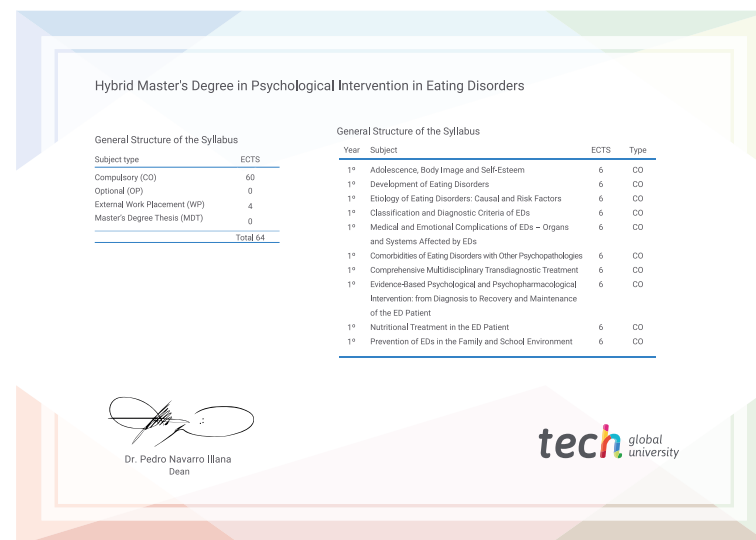 Hybrid Master's Degree in Psychological Intervention in Eating Disorders
General Structure of the Syllabus
Subject type ECTS
Compulsory (CO) 60
Optional (OP) 0
External Work Placement (WP) 4
Master's Degree Thesis (MDT) 0
Total 64
General Structure of the Syllabus
Year Subject ECTS Type
1º Adolescence, Body Image and Self-Esteem 6 CO
1º Development of Eating Disorders 6 CO
1º Etiology of Eating Disorders: Causal and Risk Factors 6 CO
1º Classification and Diagnostic Criteria of EDs 6 CO
1º Medical and Emotional Complications of EDs – Organs 6 CO
and Systems Affected by EDs
1º Comorbidities of Eating Disorders with Other Psychopathologies 6 CO
1º Comprehensive Multidisciplinary Transdiagnostic Treatment 6 CO
1º Evidence-Based Psychological and Psychopharmacological 6 CO
Intervention: from Diagnosis to Recovery and Maintenance
of the ED Patient
1º Nutritional Treatment in the ED Patient 6 CO
1º Prevention of EDs in the Family and School Environment 6 CO
Dr. Pedro Navarro Illana
Dean
tech global
university